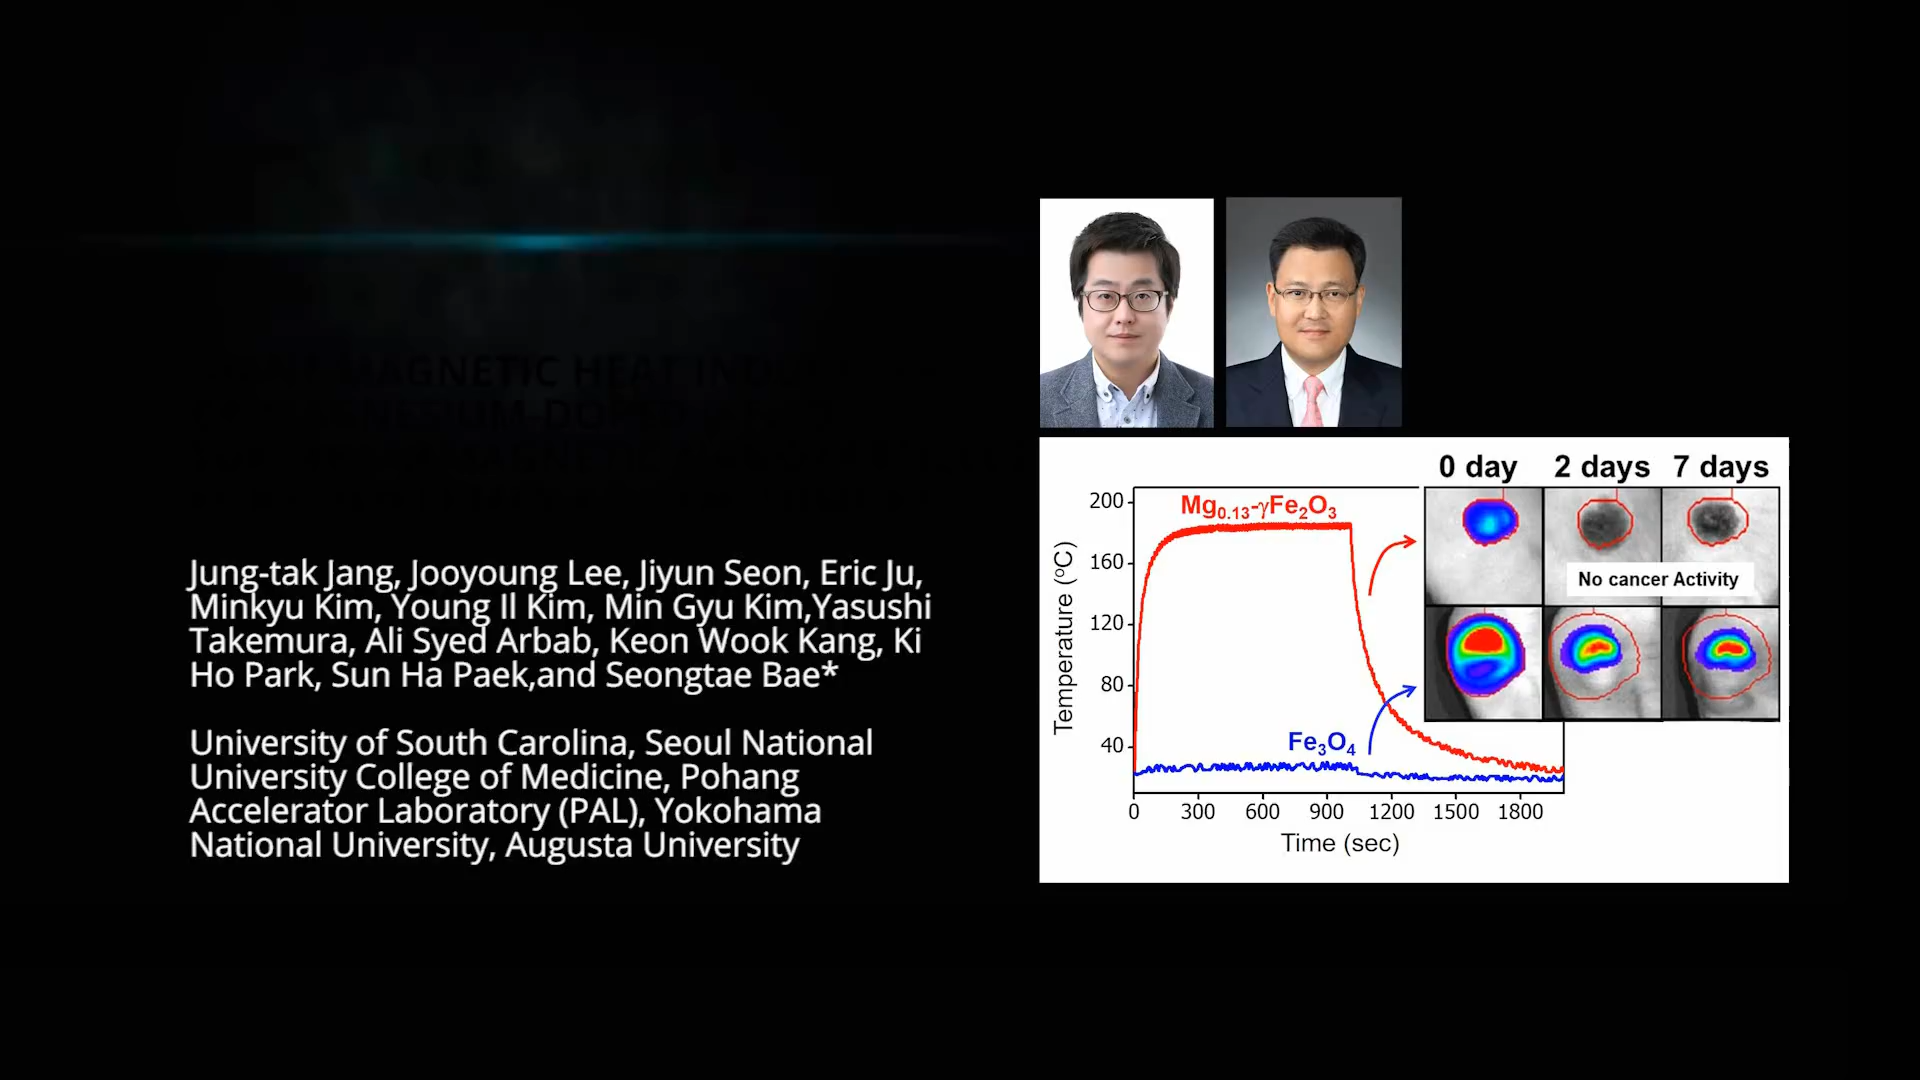 MAGNETIC HEAT
Jung-tak Jang, Jooyoung Lee, Jiyun Seon, Eric Ju,
Minkyu Kim, Young Il Kim, Min Gyu Kim,Yasushi
Takemura, Ali Syed Arbab, Keon Wook Kang, Ki
Ho Park, Sun Ha Paek,and Seongtae Bae*
University of South Carolina, Seoul National
University College of Medicine, Pohang
Accelerator Laboratory (PAL), Yokohama
National University, Augusta University
0 day 2 days 7 days
Mg0.13-γFe2O3
No cancer Activity
Fe3O4
Temperature (oC)
200
160
120
80
40
0 300 600 900 1200 1500 1800
Time (sec)